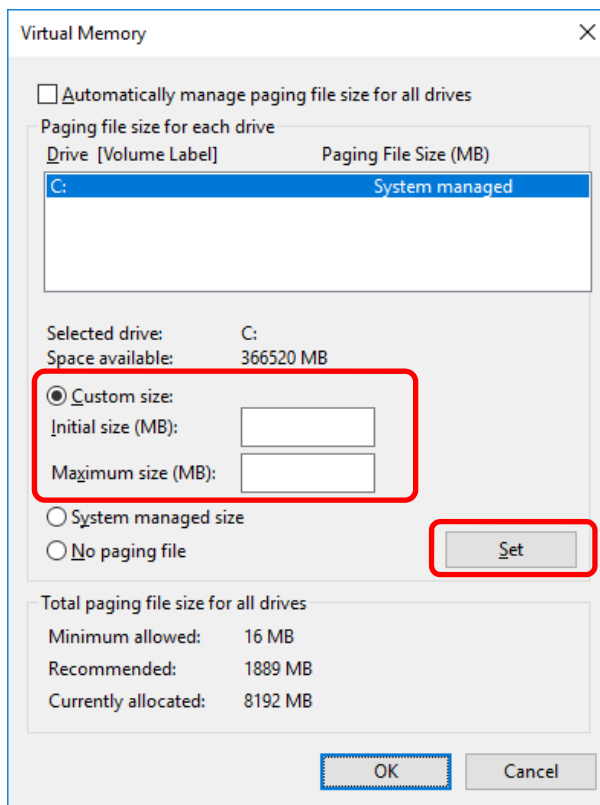 Virtual Memory
Automatically manage paging file size for all drives
Paging file size for each drive
Drive [Volume Label] Paging File Size (MB)
C: System managed
Selected drive: C:
Space available: 366520 MB
Custom size:
Initial size (MB):
Maximum size (MB):
System managed size
No paging file Set
Total paging file size for all drives
Minimum allowed: 16 MB
Recommended: 1889 MB
Currently allocated: 8192 MB
OK Cancel